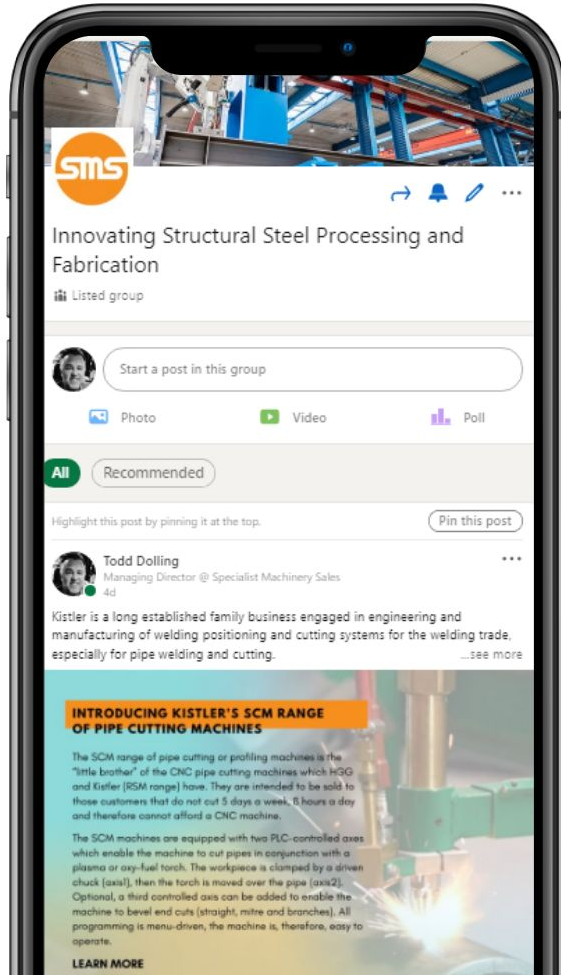 sms
Innovating Structural Steel Processing and
Fabrication
Listed group
Start a post in this group
Photo
Video
Poll
All
Recommended
Highlight this post by pinning it at the top.
Pin this post
Todd Dolling
Managing Director @ Specialist Machinery Sales
4d
Kistler is a long established family business engaged in engineering and
manufacturing of welding positioning and cutting systems for the welding trade,
especially for pipe welding and cutting.
...see more
INTRODUCING KISTLER'S SCM RANGE
OF PIPE CUTTING MACHINES
The SCM range of pipe cutting or profiling machines is the
"little brother" of the CNC pipe cutting machines which HGG
and Kistler (RSM range) have. They are intended to be sold to
those customers that do not cut 5 days a week, 8 hours a day
and therefore cannot afford a CNC machine.
The SCM machines are equipped with two PLC-controlled axes
which enable the machine to cut pipes in conjunction with a
plasma or oxy-fuel torch. The workpiece is clamped by a driven
chuck (axis1), then the torch is moved over the pipe (axis2).
Optional, a third controlled axis can be added to enable the
machine to bevel end cuts (straight, mitre and branches). All
programming is menu-driven, the machine is, therefore, easy to
operate.
LEARN MORE